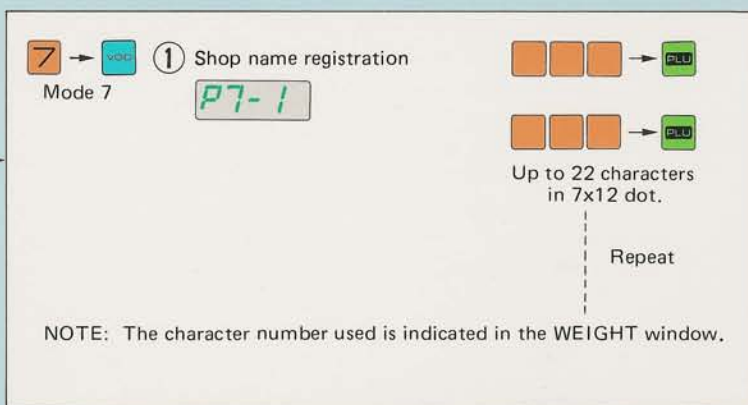 7 → VOID ① Shop name registration
Mode 7
P7-1
→ PLU
→ PLU
Up to 22 characters
in 7x12 dot.
Repeat
NOTE: The character number used is indicated in the WEIGHT window.